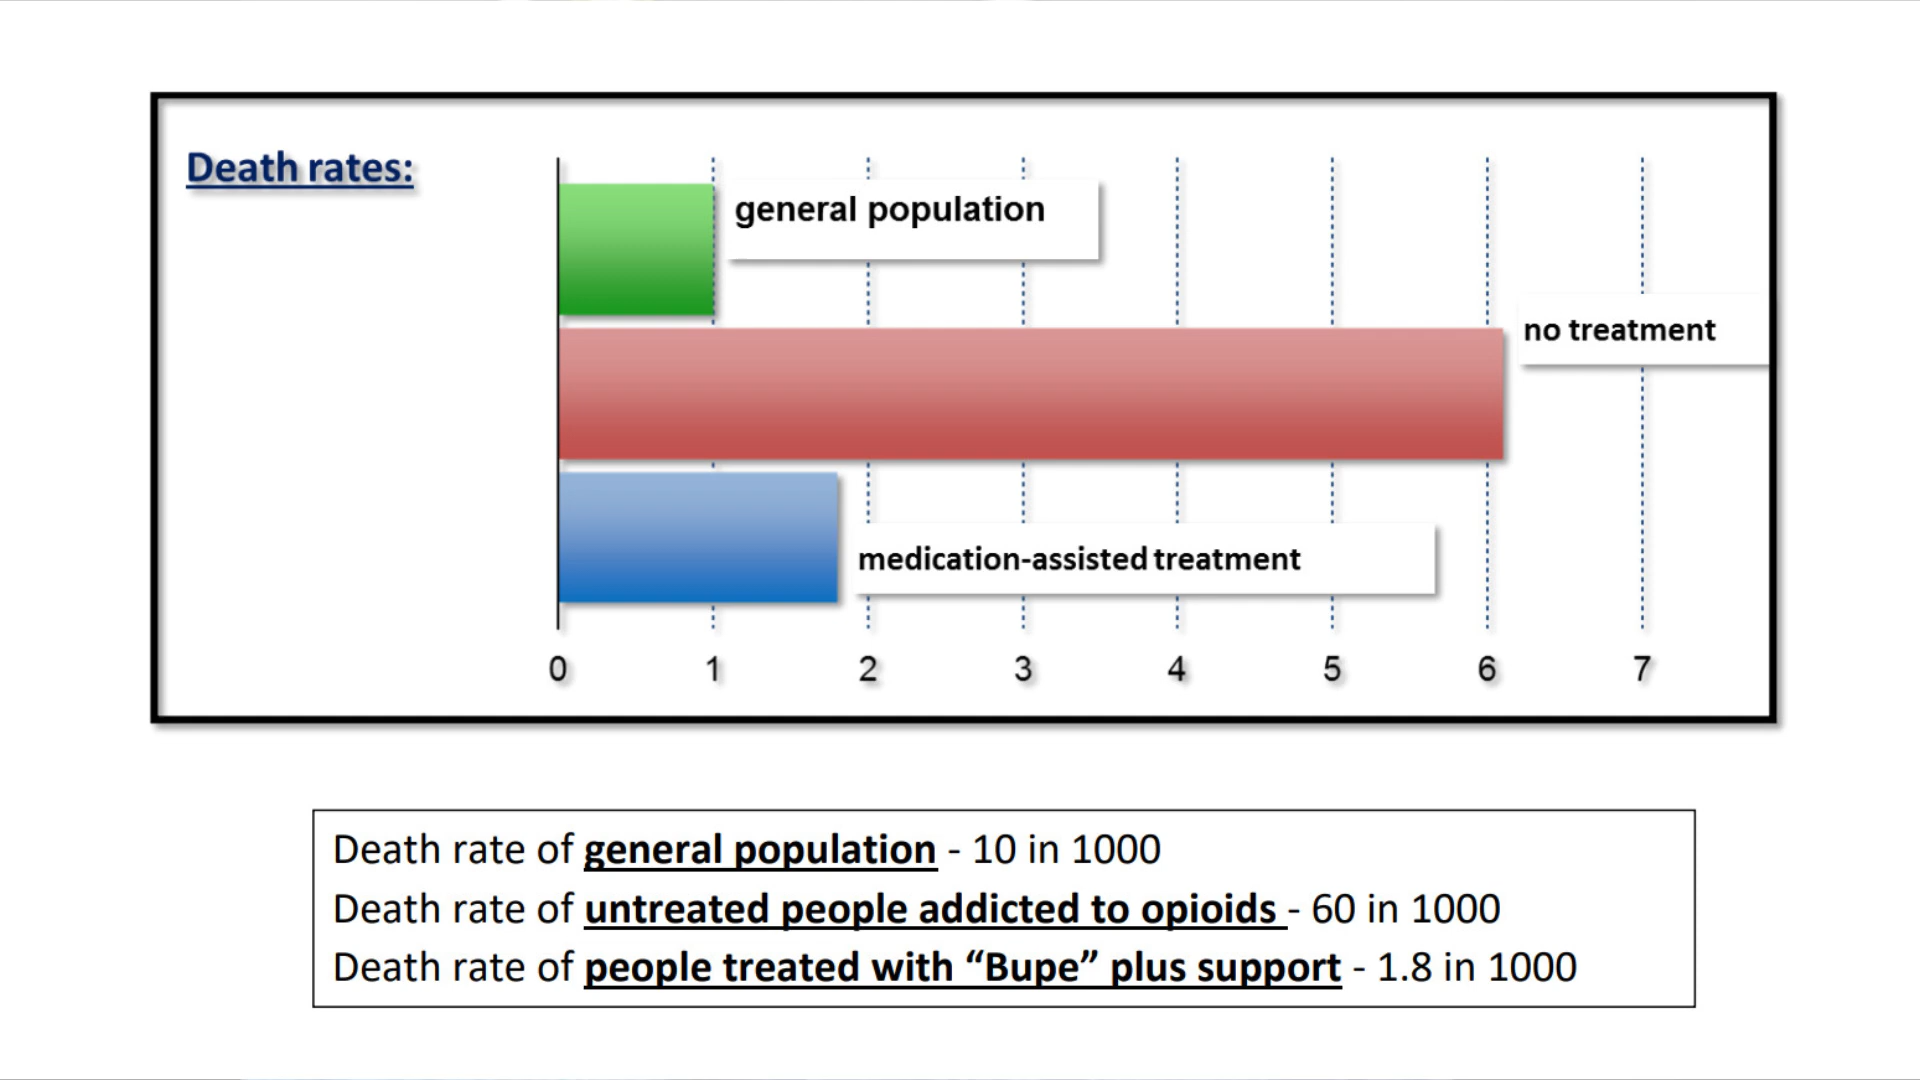 Death rates:
general population
no treatment
medication-assisted treatment
0 1 2 3 4 5 6 7
Death rate of general population - 10 in 1000
Death rate of untreated people addicted to opioids - 60 in 1000
Death rate of people treated with “Bupe” plus support - 1.8 in 1000